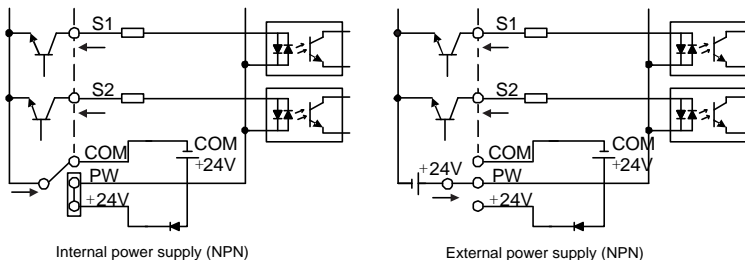 S1
S2
COM
PW
+24V
COM
+24V
Internal power supply (NPN)
S1
S2
+24V
COM
PW
+24V
COM
+24V
External power supply (NPN)